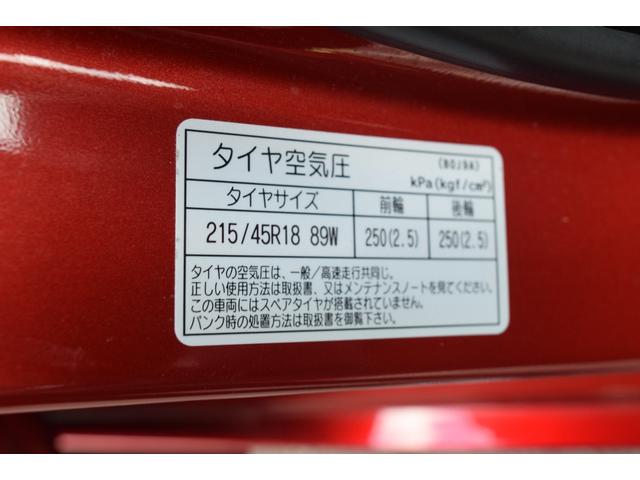 タイヤ空気圧
kPa(kgf/cm²)
タイヤサイズ 前輪 後輪
215/45R18 89W 250(2.5) 250(2.5)
タイヤの空気圧は、一般/高速走行共同じ。
正しい使用方法は取扱書、又はメンテナンスノートを見てください。
この車両にはスペアタイヤが搭載されていません。
パンク時の処置方法は取扱書を御覧下さい。